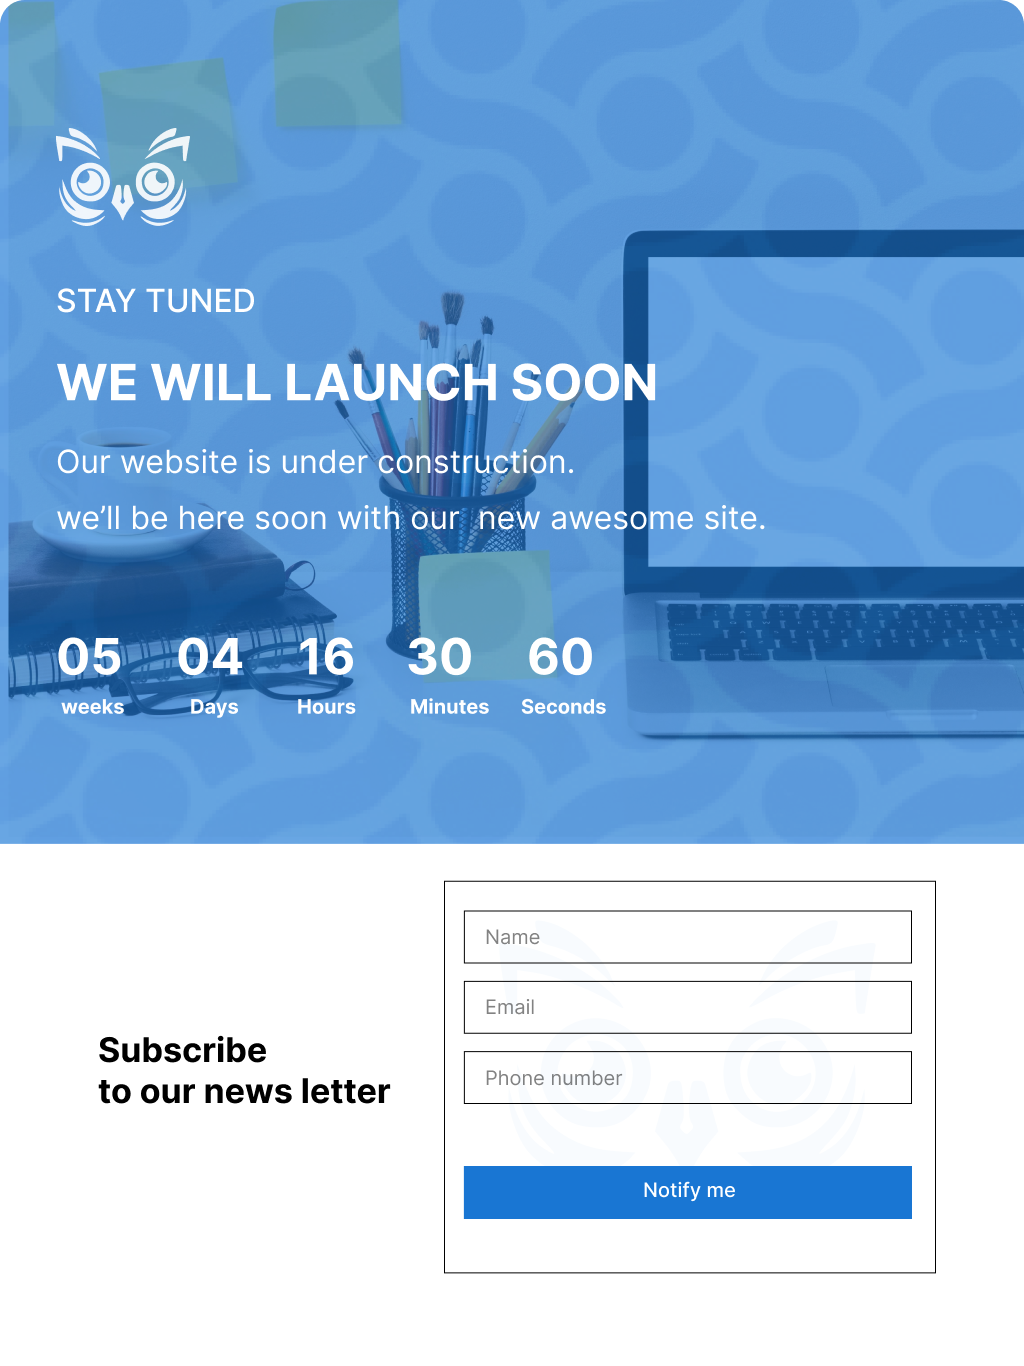 STAY TUNED
WE WILL LAUNCH SOON
Our website is under construction.
we’ll be here soon with our  new awesome site.
05 04 16 30 60
weeks Days Hours Minutes Seconds
Name
Email
Phone number
Subscribe
to our news letter
Notify me